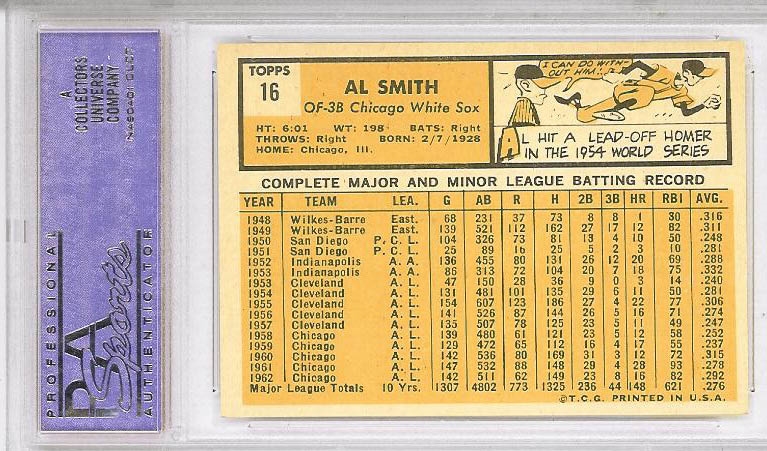 A
COLLECTORS
UNIVERSE
COMPANY
NASDAQ: CLCT
PROFESSIONAL
PSA
Sports
AUTHENTICATOR
TOPPS
16
AL SMITH
OF-3B Chicago White Sox
HT: 6:01 WT: 198 BATS: Right
THROWS: Right BORN: 2/7/1928
HOME: Chicago, Ill.
I CAN DO WITH-
OUT HIM!
AL HIT A LEAD-OFF HOMER
IN THE 1954 WORLD SERIES
COMPLETE MAJOR AND MINOR LEAGUE BATTING RECORD
YEAR TEAM LEA. G AB R H 2B 3B HR RBI AVG.
1948 Wilkes-Barre East. 68 231 37 73 8 8 1 30 .316
1949 Wilkes-Barre East. 139 521 112 162 27 17 12 82 .311
1950 San Diego P.C.L. 104 326 73 81 13 4 10 50 .248
1951 San Diego P.C.L. 25 89 16 25 5 2 3 10 .281
1952 Indianapolis A.A. 136 455 80 131 26 12 20 69 .288
1953 Indianapolis A.A. 86 313 72 104 20 7 18 75 .332
1953 Cleveland A.L. 47 150 28 36 9 0 3 14 .240
1954 Cleveland A.L. 131 481 101 135 29 6 11 50 .281
1955 Cleveland A.L. 154 607 123 186 27 4 22 77 .306
1956 Cleveland A.L. 141 526 87 144 26 5 16 71 .274
1957 Cleveland A.L. 135 507 78 125 23 5 11 49 .247
1958 Chicago A.L. 139 480 61 121 23 5 12 58 .252
1959 Chicago A.L. 129 472 65 112 16 4 17 55 .237
1960 Chicago A.L. 142 536 80 169 31 3 12 72 .315
1961 Chicago A.L. 147 532 88 148 29 4 28 93 .278
1962 Chicago A.L. 142 511 62 149 23 8 16 82 .292
Major League Totals 10 Yrs. 1307 4802 773 1325 236 44 148 621 .276
©T.C.G. PRINTED IN U.S.A.